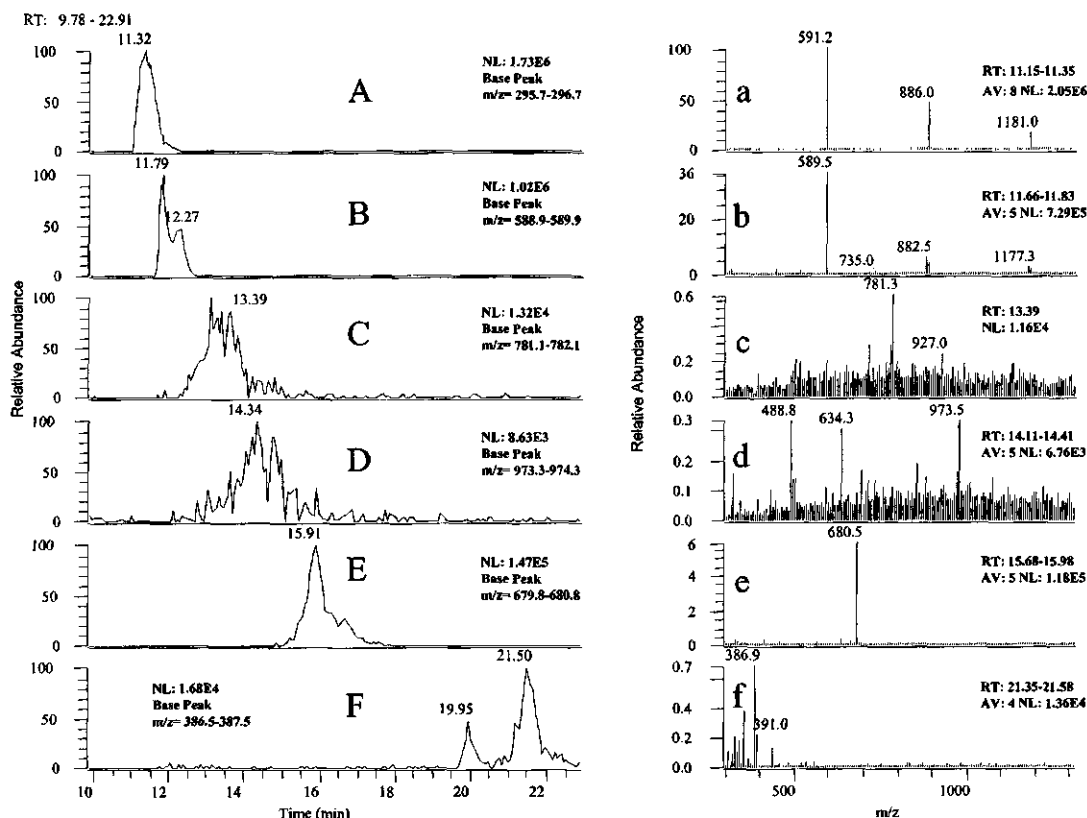 RT: 9.78 - 22.91
11.32
100
50
0
A
NL: 1.73E6
Base Peak
m/z= 295.7-296.7
11.79
12.27
100
50
0
B
NL: 1.02E6
Base Peak
m/z= 588.9-589.9
13.39
100
50
0
C
NL: 1.32E4
Base Peak
m/z= 781.1-782.1
14.34
100
50
0
D
NL: 8.63E3
Base Peak
m/z= 973.3-974.3
15.91
100
50
0
E
NL: 1.47E5
Base Peak
m/z= 679.8-680.8
21.50
19.95
100
50
0
F
NL: 1.68E4
Base Peak
m/z= 386.5-387.5
10 12 14 16 18 20 22
Time (min)
Relative Abundance
591.2
886.0
1181.0
100
50
0
a
RT: 11.15-11.35
AV: 8 NL: 2.05E6
589.5
735.0
882.5
1177.3
36
20
0
b
RT: 11.66-11.83
AV: 5 NL: 7.29E5
781.3
927.0
0.6
0.2
0.0
c
RT: 13.39
NL: 1.16E4
488.8
634.3
973.5
0.3
0.2
0.1
0.0
d
RT: 14.11-14.41
AV: 5 NL: 6.76E3
680.5
6
4
2
0
e
RT: 15.68-15.98
AV: 5 NL: 1.18E5
386.9
391.0
0.7
0.4
0.2
0.0
f
RT: 21.35-21.58
AV: 4 NL: 1.36E4
500 1000
m/z
Relative Abundance